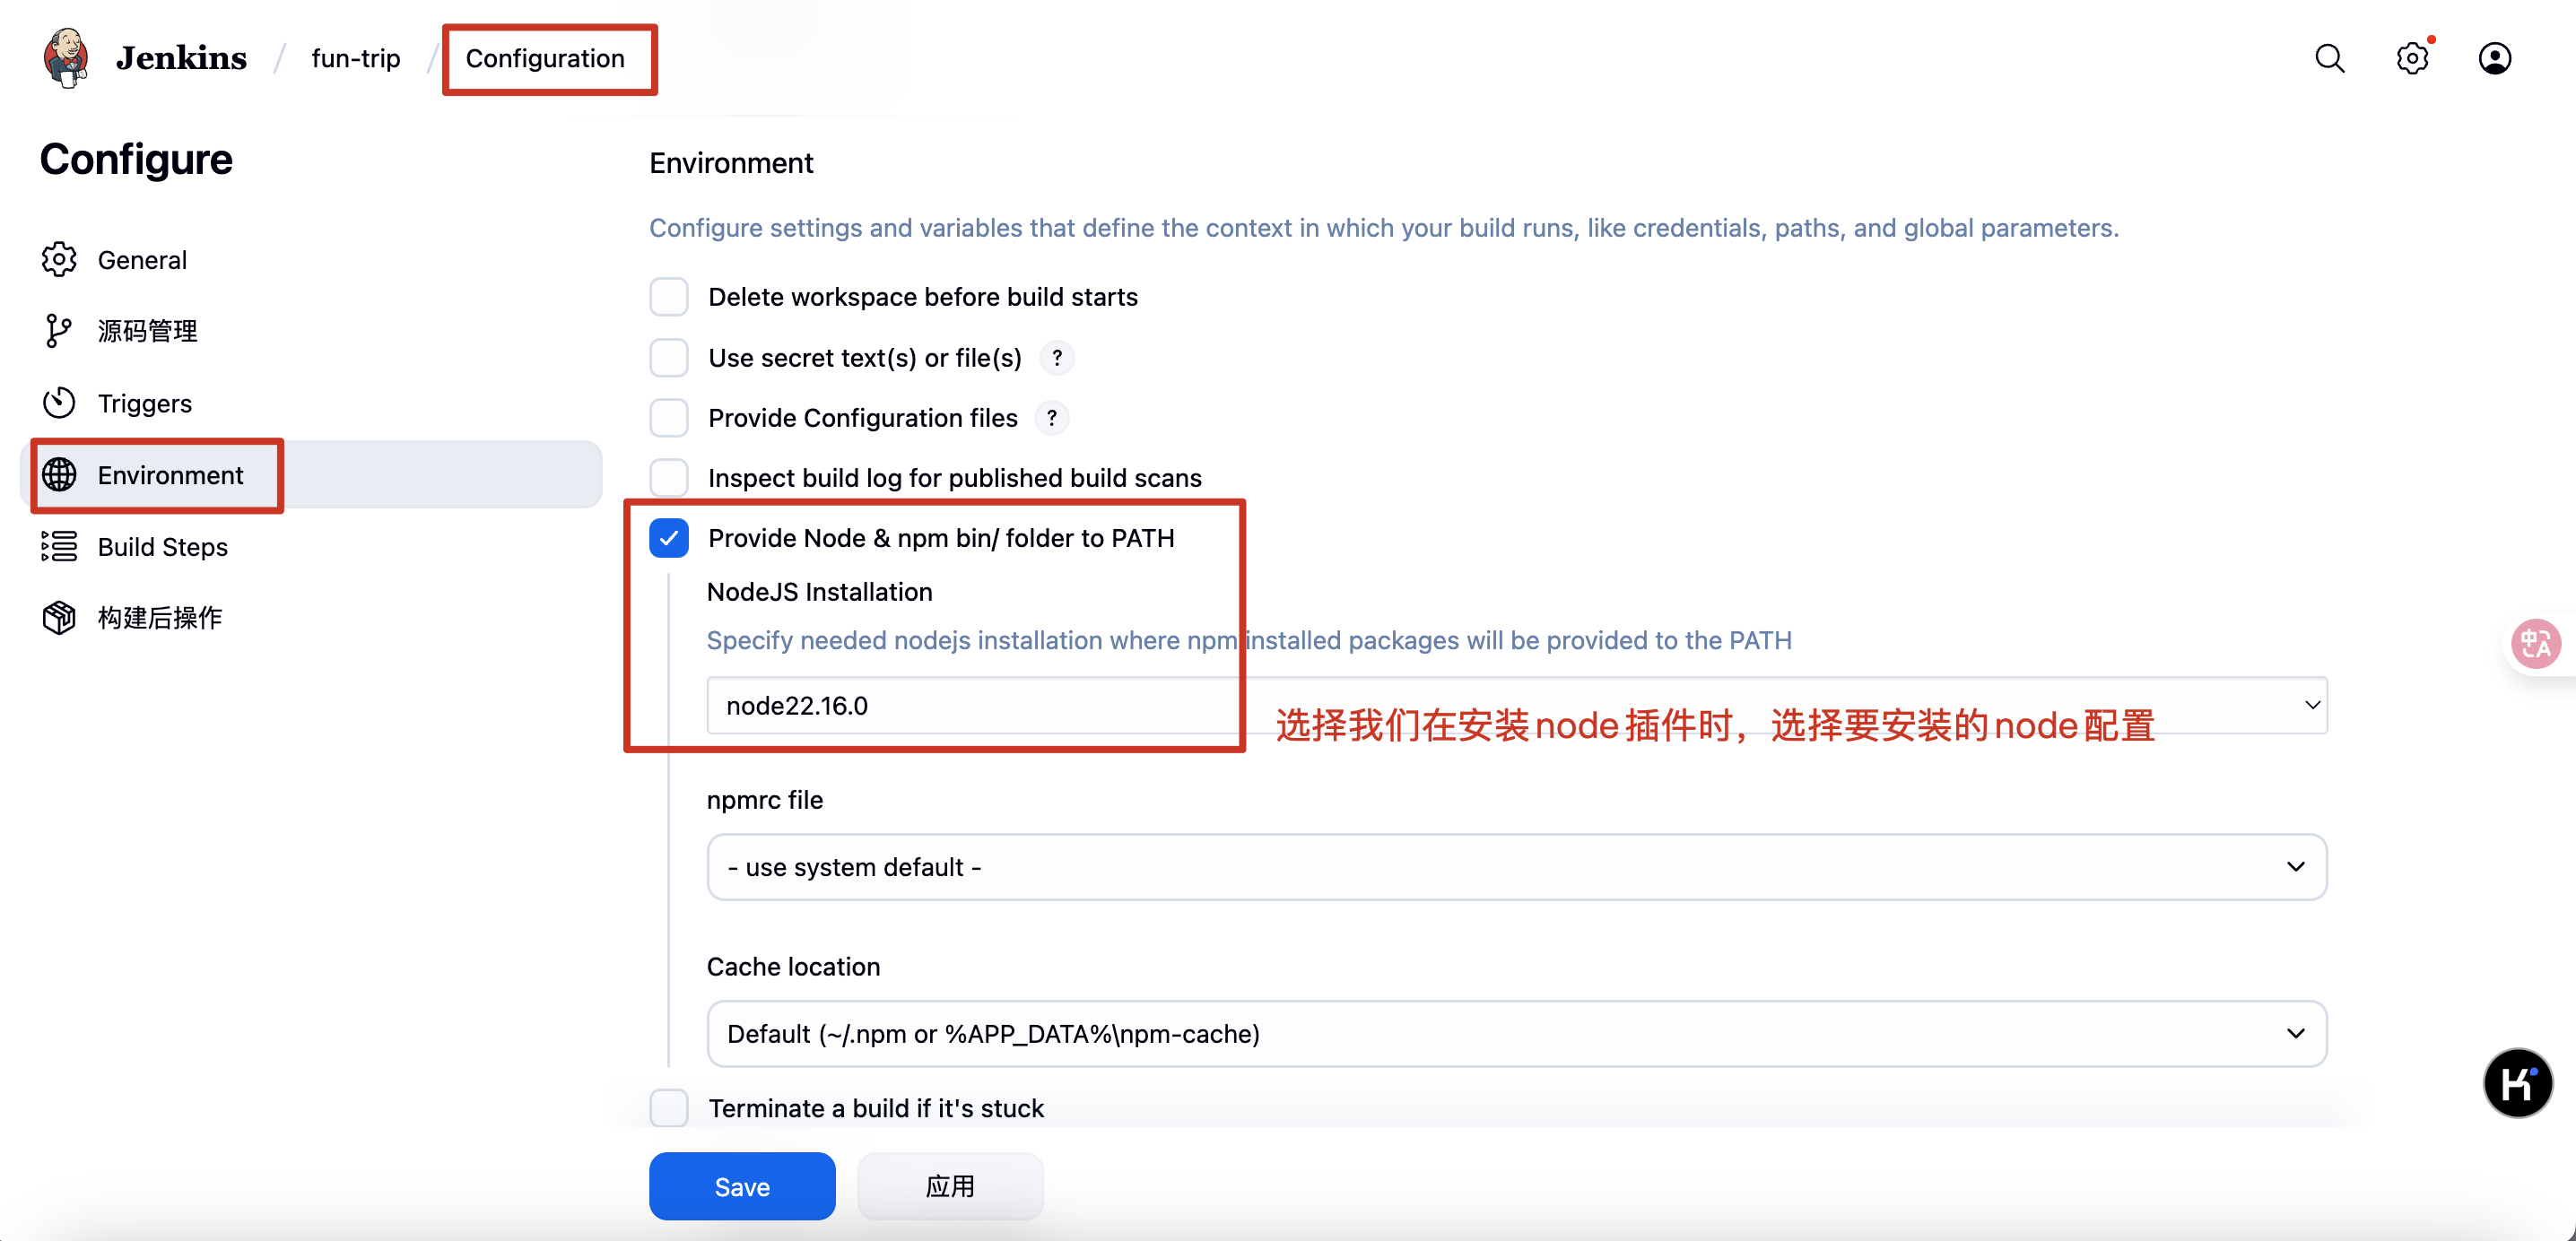 Jenkins / fun-trip / Configuration
Configure
General
源码管理
Triggers
Environment
Build Steps
构建后操作
Environment
Configure settings and variables that define the context in which your build runs, like credentials, paths, and global parameters.
Delete workspace before build starts
Use secret text(s) or file(s) ?
Provide Configuration files ?
Inspect build log for published build scans
Provide Node & npm bin/ folder to PATH
NodeJS Installation
Specify needed nodejs installation where npm installed packages will be provided to the PATH
node22.16.0
选择我们在安装node插件时，选择要安装的node配置
npmrc file
- use system default -
Cache location
Default (~/.npm or %APP_DATA%\npm-cache)
Terminate a build if it's stuck
Save
应用
中A
K